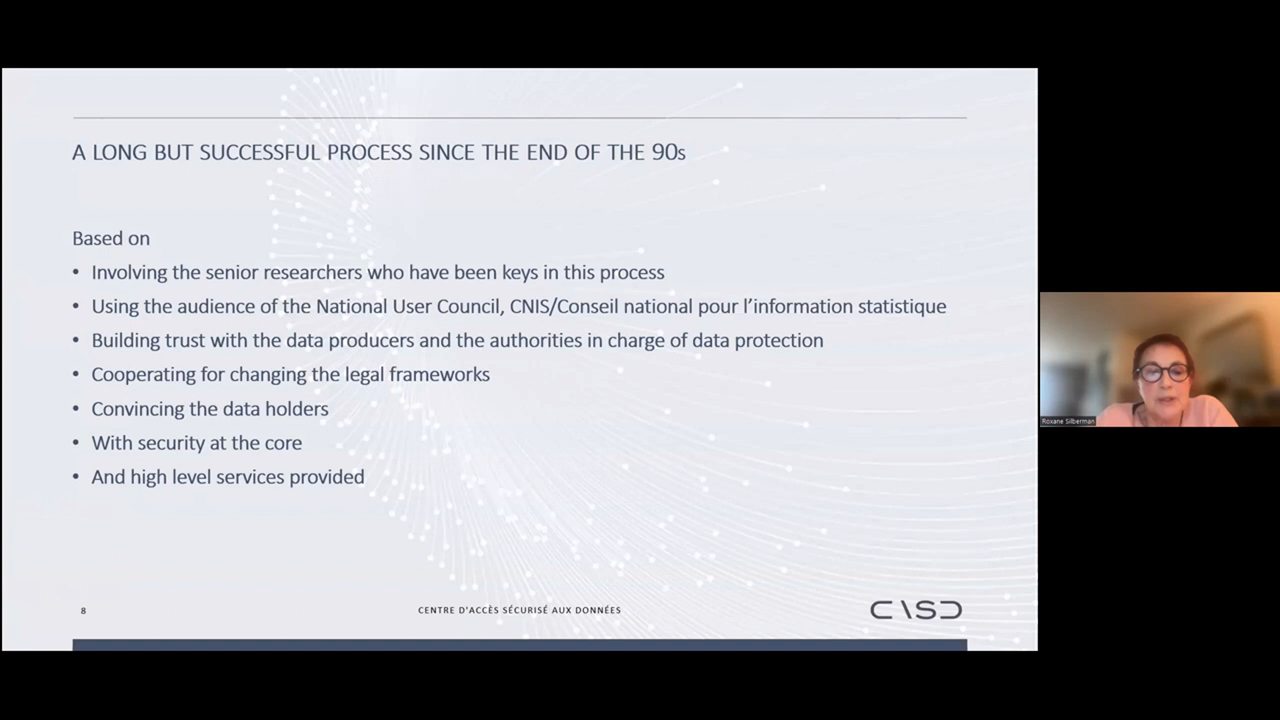 A LONG BUT SUCCESSFUL PROCESS SINCE THE END OF THE 90s
Based on
• Involving the senior researchers who have been keys in this process
• Using the audience of the National User Council, CNIS/Conseil national pour l’information statistique
• Building trust with the data producers and the authorities in charge of data protection
• Cooperating for changing the legal frameworks
• Convincing the data holders
• With security at the core
• And high level services provided
8
CENTRE D'ACCÈS SÉCURISÉ AUX DONNÉES
CASD
Roxane Silberman